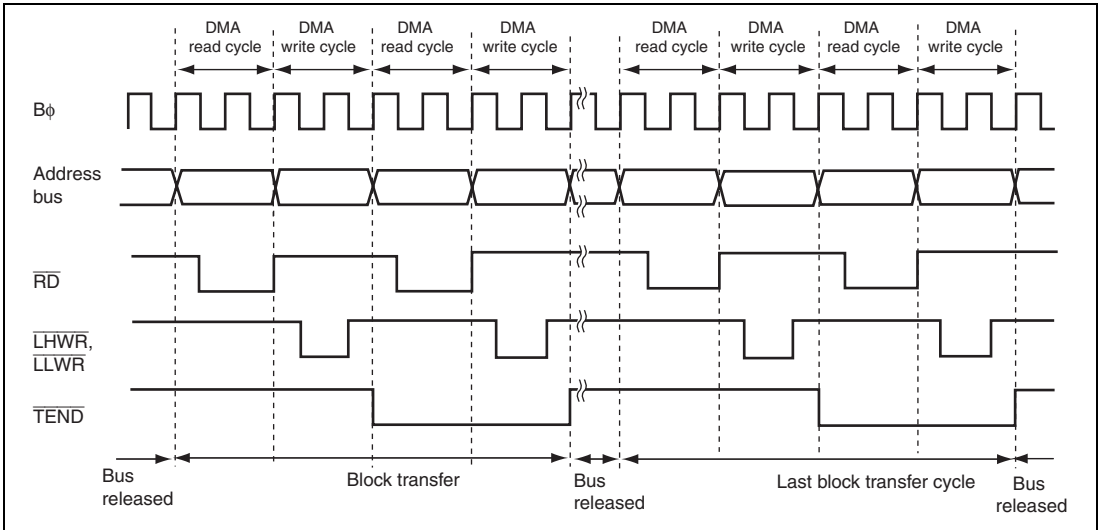 DMA DMA DMA DMA DMA DMA DMA DMA
read cycle write cycle read cycle write cycle read cycle write cycle read cycle write cycle
Bϕ
Address
bus
RD
LHWR,
LLWR
TEND
Bus released
Block transfer
Bus released
Last block transfer cycle
Bus released